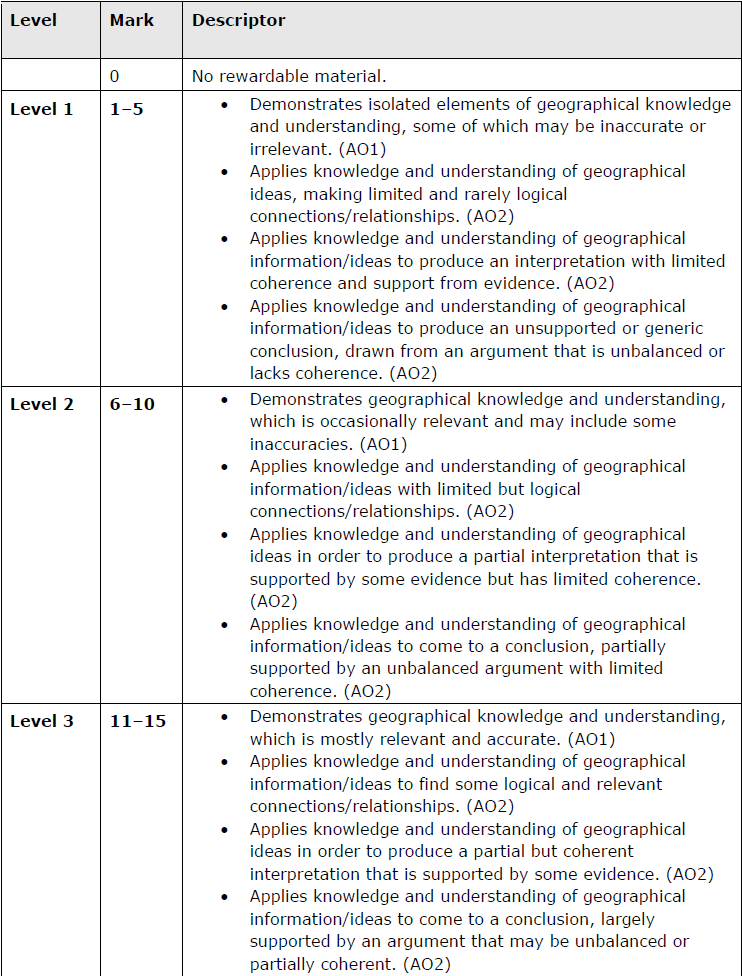 Level Mark Descriptor
0 No rewardable material.
Level 1 1–5 • Demonstrates isolated elements of geographical knowledge
and understanding, some of which may be inaccurate or
irrelevant. (AO1)
• Applies knowledge and understanding of geographical
ideas, making limited and rarely logical
connections/relationships. (AO2)
• Applies knowledge and understanding of geographical
information/ideas to produce an interpretation with limited
coherence and support from evidence. (AO2)
• Applies knowledge and understanding of geographical
information/ideas to produce an unsupported or generic
conclusion, drawn from an argument that is unbalanced or
lacks coherence. (AO2)
Level 2 6–10 • Demonstrates geographical knowledge and understanding,
which is occasionally relevant and may include some
inaccuracies. (AO1)
• Applies knowledge and understanding of geographical
information/ideas with limited but logical
connections/relationships. (AO2)
• Applies knowledge and understanding of geographical
ideas in order to produce a partial interpretation that is
supported by some evidence but has limited coherence.
(AO2)
• Applies knowledge and understanding of geographical
information/ideas to come to a conclusion, partially
supported by an unbalanced argument with limited
coherence. (AO2)
Level 3 11–15 • Demonstrates geographical knowledge and understanding,
which is mostly relevant and accurate. (AO1)
• Applies knowledge and understanding of geographical
information/ideas to find some logical and relevant
connections/relationships. (AO2)
• Applies knowledge and understanding of geographical
ideas in order to produce a partial but coherent
interpretation that is supported by some evidence. (AO2)
• Applies knowledge and understanding of geographical
information/ideas to come to a conclusion, largely
supported by an argument that may be unbalanced or
partially coherent. (AO2)